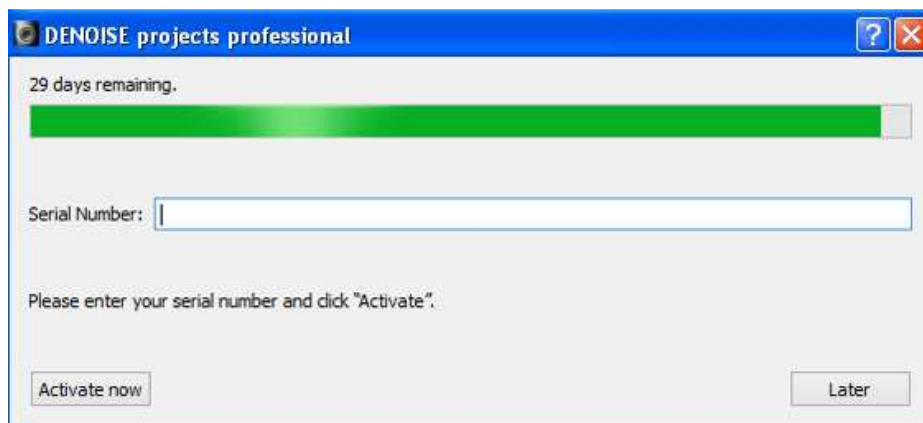 DENOISE projects professional
29 days remaining.
Serial Number:
Please enter your serial number and click "Activate".
Activate now
Later